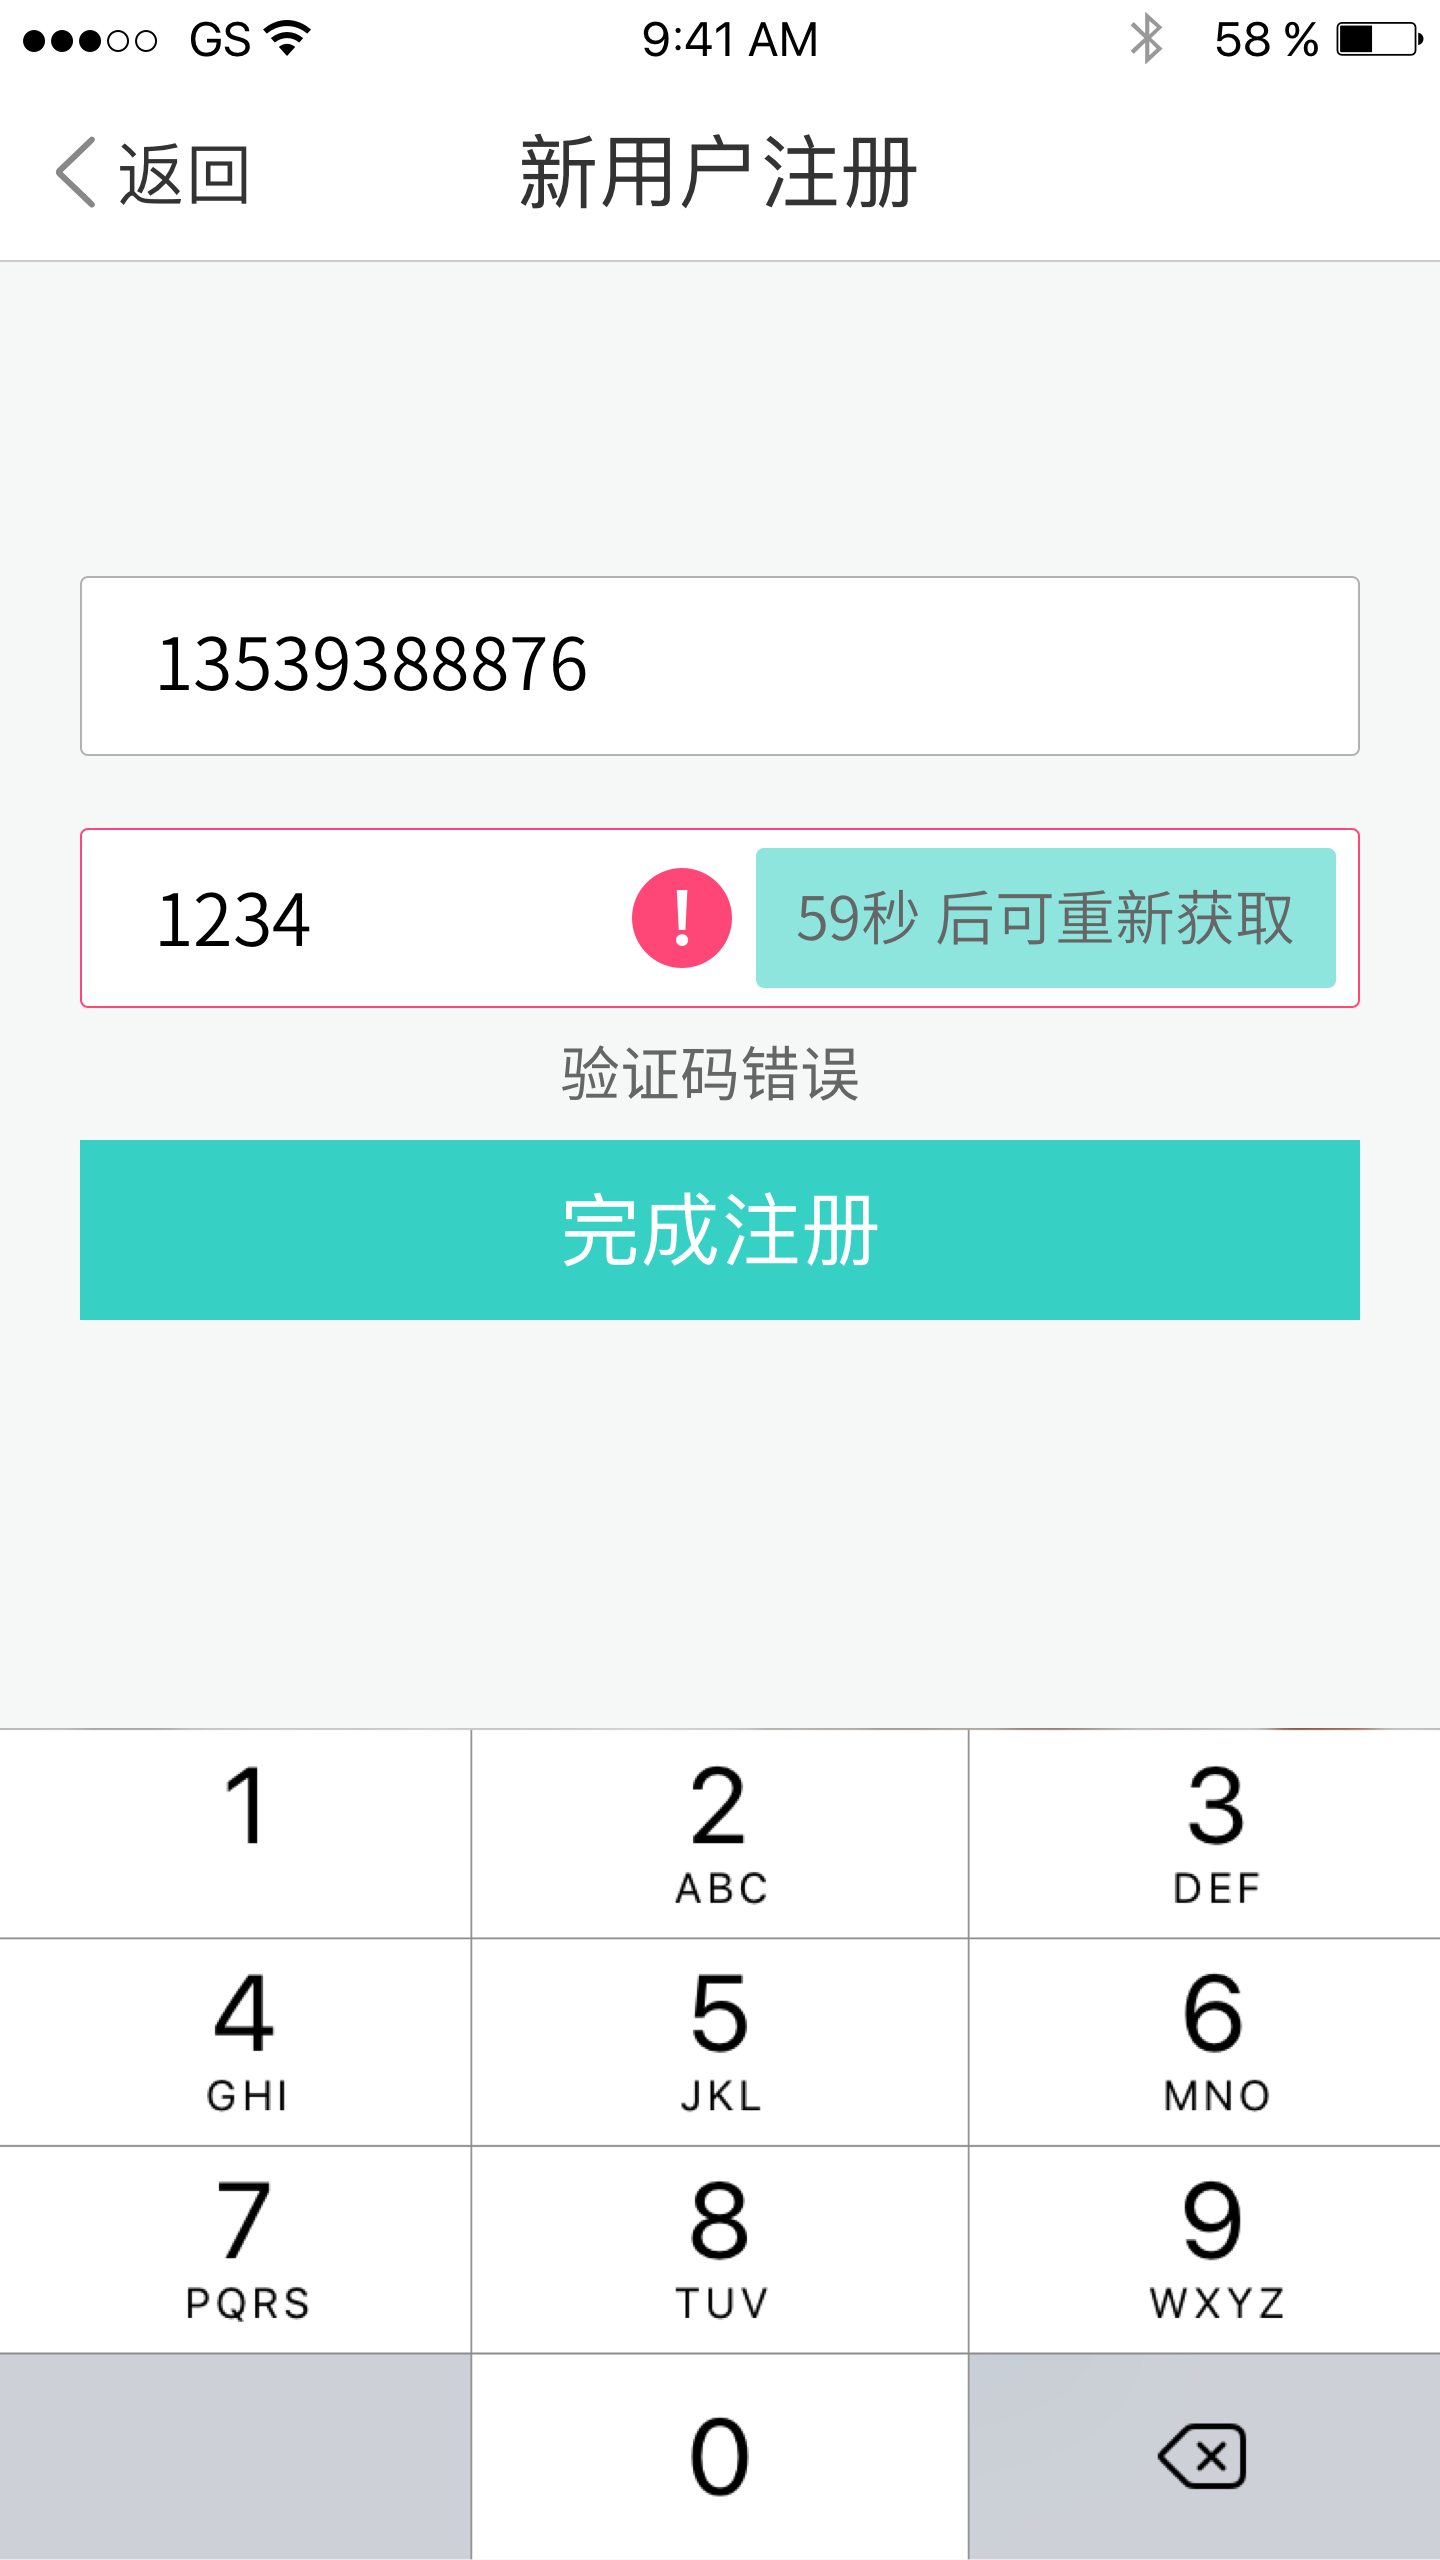 GS 9:41 AM 58 %
返回 新用户注册
13539388876
1234 ! 59秒 后可重新获取
验证码错误
完成注册
1 2 3
ABC DEF
4 5 6
GHI JKL MNO
7 8 9
PQRS TUV WXYZ
0